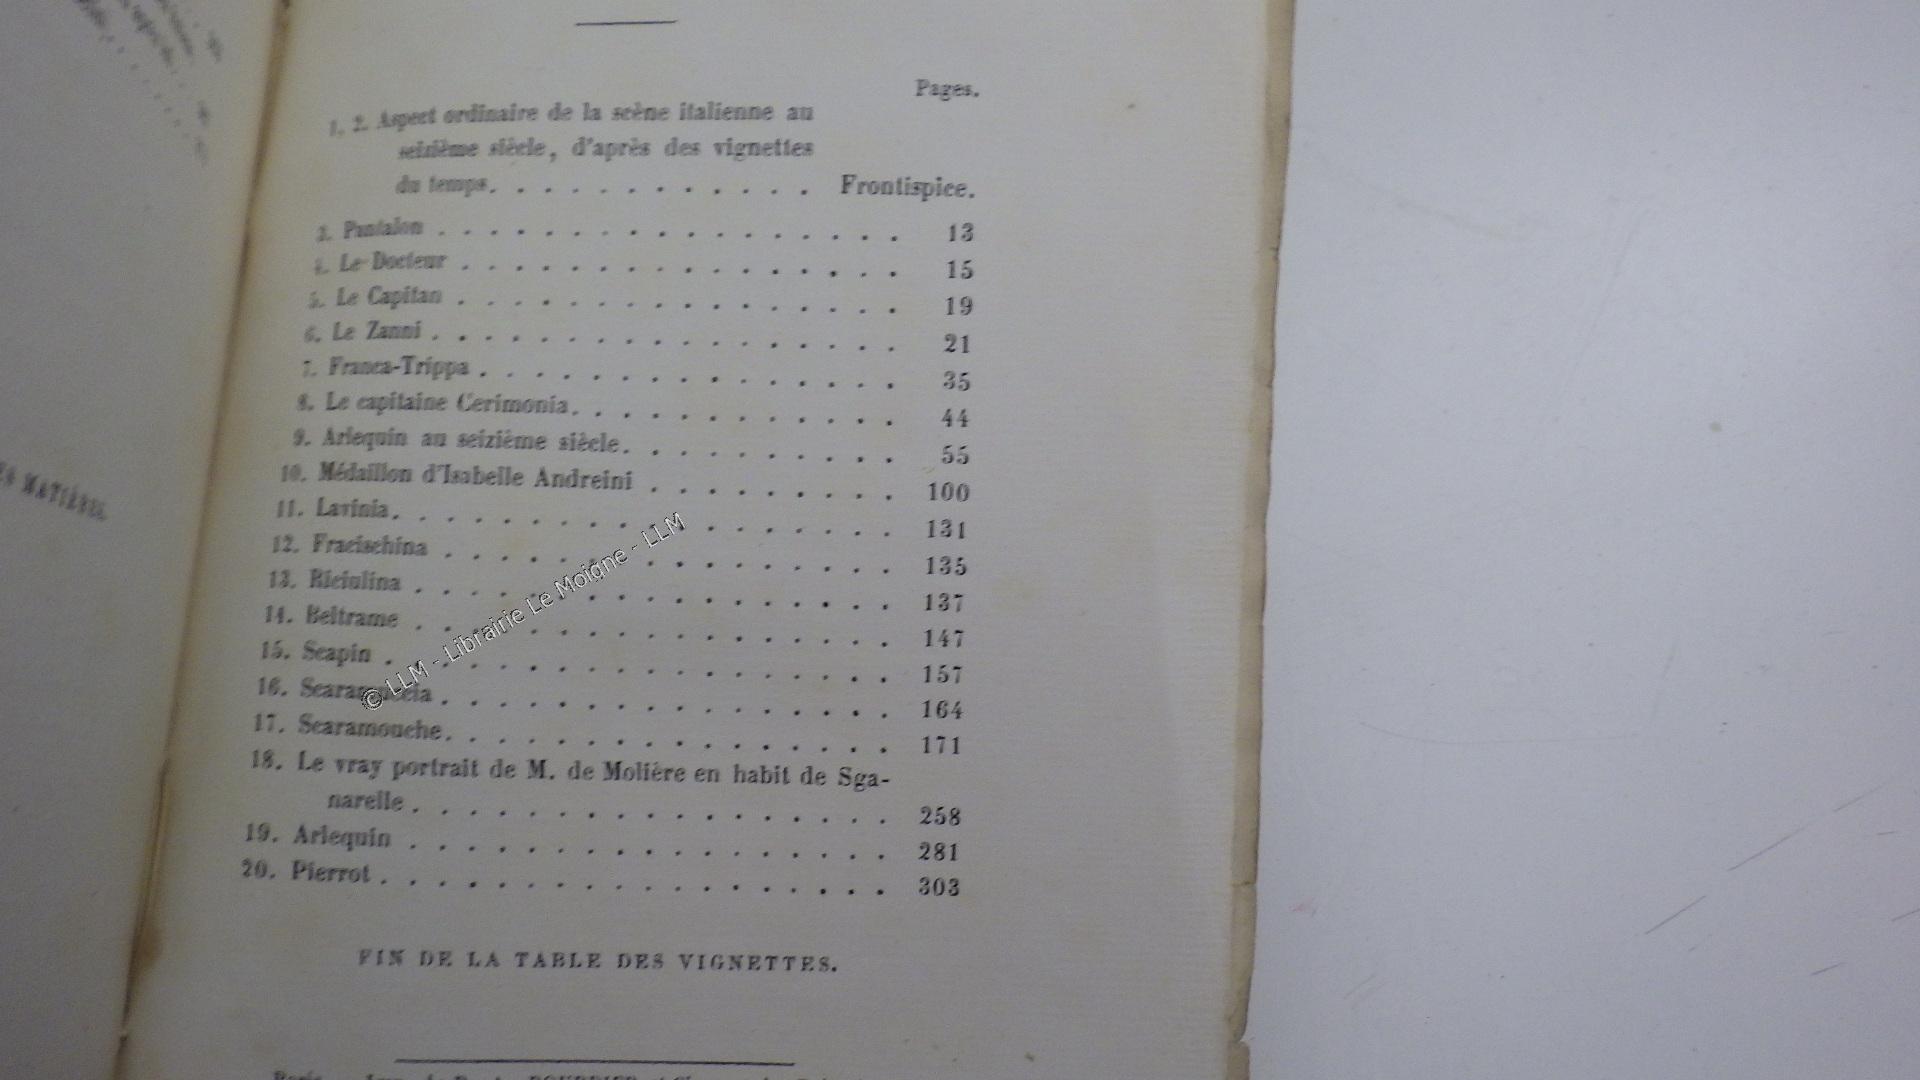 Pages.
1. 2. Aspect ordinaire de la scène italienne au
seizième siècle, d'après des vignettes
du temps. . . . . . . . . . . . Frontispice.
3. Pantalon . . . . . . . . . . . . . . . . . 13
4. Le Docteur . . . . . . . . . . . . . . . . 15
5. Le Capitan . . . . . . . . . . . . . . . . 19
6. Le Zanni . . . . . . . . . . . . . . . . . 21
7. Franca-Trippa . . . . . . . . . . . . . . . 35
8. Le capitaine Cerimonia. . . . . . . . . . . . 44
9. Arlequin au seizième siècle. . . . . . . . . . 55
10. Médaillon d'Isabelle Andreini . . . . . . . . . 100
11. Lavinia. . . . . . . . . . . . . . . . . . 131
12. Fracischina . . . . . . . . . . . . . . . . 135
13. Riciulina . . . . . . . . . . . . . . . . . 137
14. Beltrame . . . . . . . . . . . . . . . . . 147
15. Scapin . . . . . . . . . . . . . . . . . . 157
16. Scaramuccia . . . . . . . . . . . . . . . . 164
17. Scaramouche. . . . . . . . . . . . . . . . 171
18. Le vray portrait de M. de Molière en habit de Sga-
narelle . . . . . . . . . . . . . . . . . 258
19. Arlequin . . . . . . . . . . . . . . . . . 281
20. Pierrot . . . . . . . . . . . . . . . . . . 303
FIN DE LA TABLE DES VIGNETTES.
© LLM - Librairie Le Moigne - LLM
MATIÈRES.